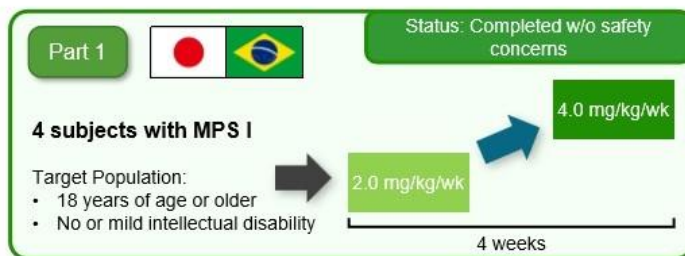 Part 1
Status: Completed w/o safety
concerns
4 subjects with MPS I
Target Population:
• 18 years of age or older
• No or mild intellectual disability
2.0 mg/kg/wk
4.0 mg/kg/wk
4 weeks